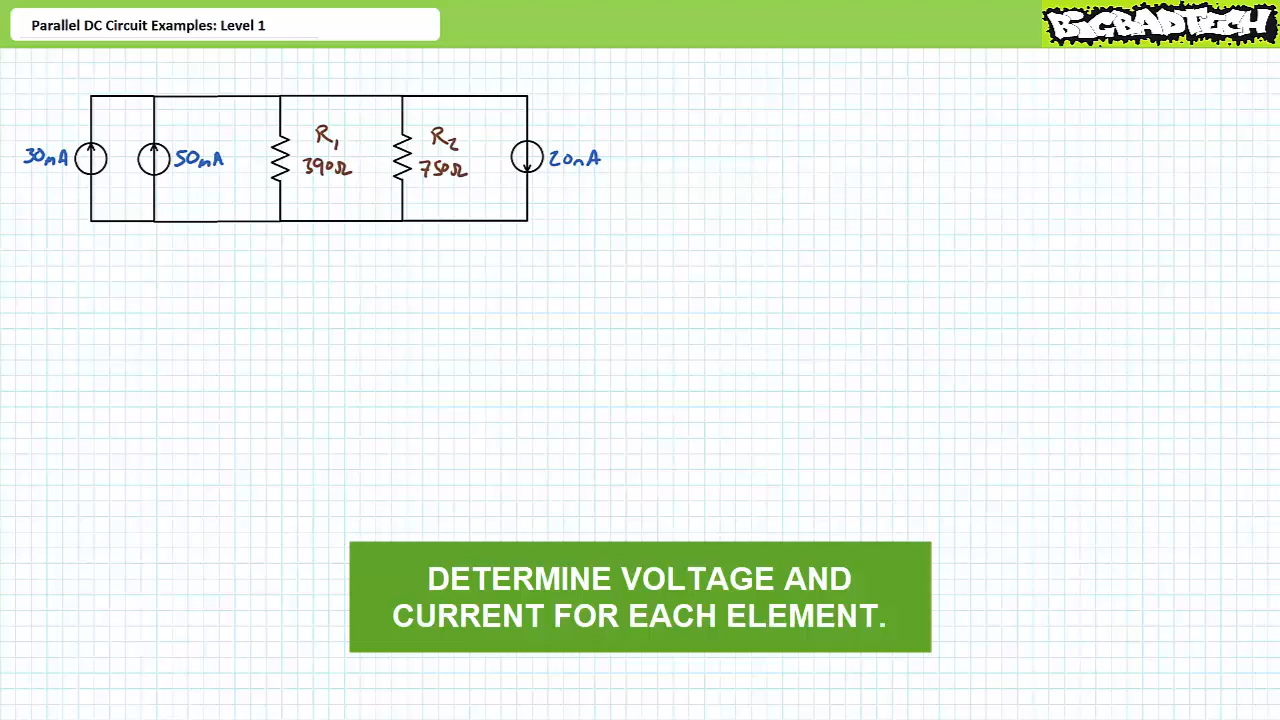 Parallel DC Circuit Examples: Level 1
BIGBADTECH
30mA
50mA
R1
390Ω
R2
750Ω
20mA
DETERMINE VOLTAGE AND
CURRENT FOR EACH ELEMENT.